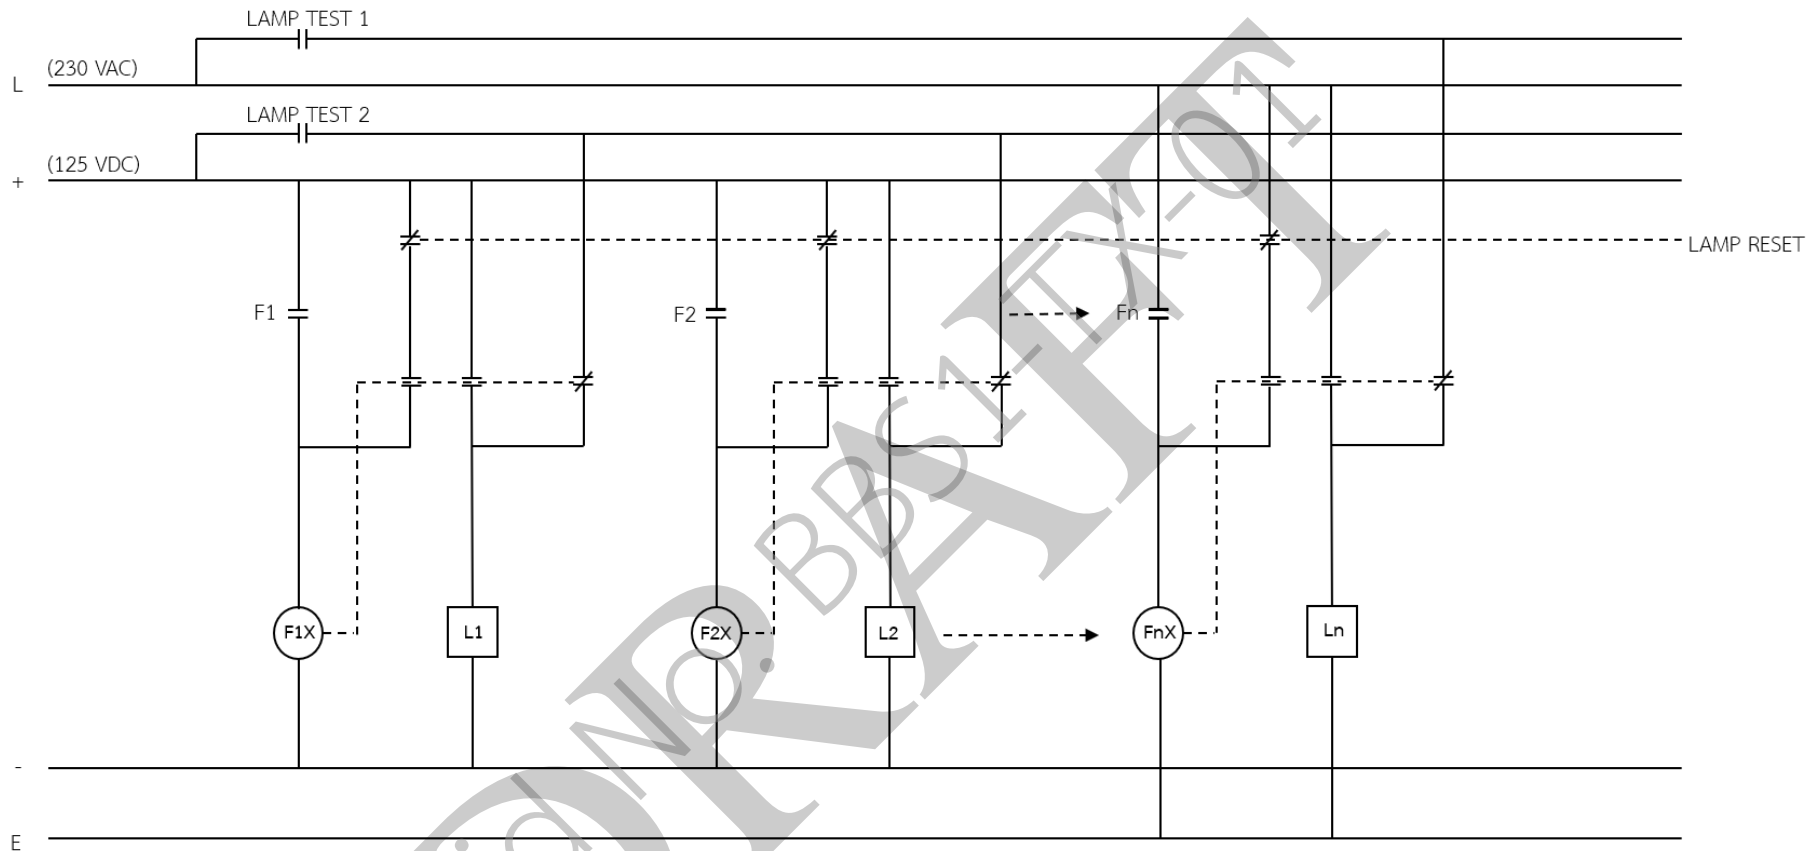 LAMP TEST 1
(230 VAC)
L
LAMP TEST 2
(125 VDC)
+
LAMP RESET
F1
F2
Fn
F1X
L1
F2X
L2
FnX
Ln
-
E
DRAFT
NO. BBS1-TX-01